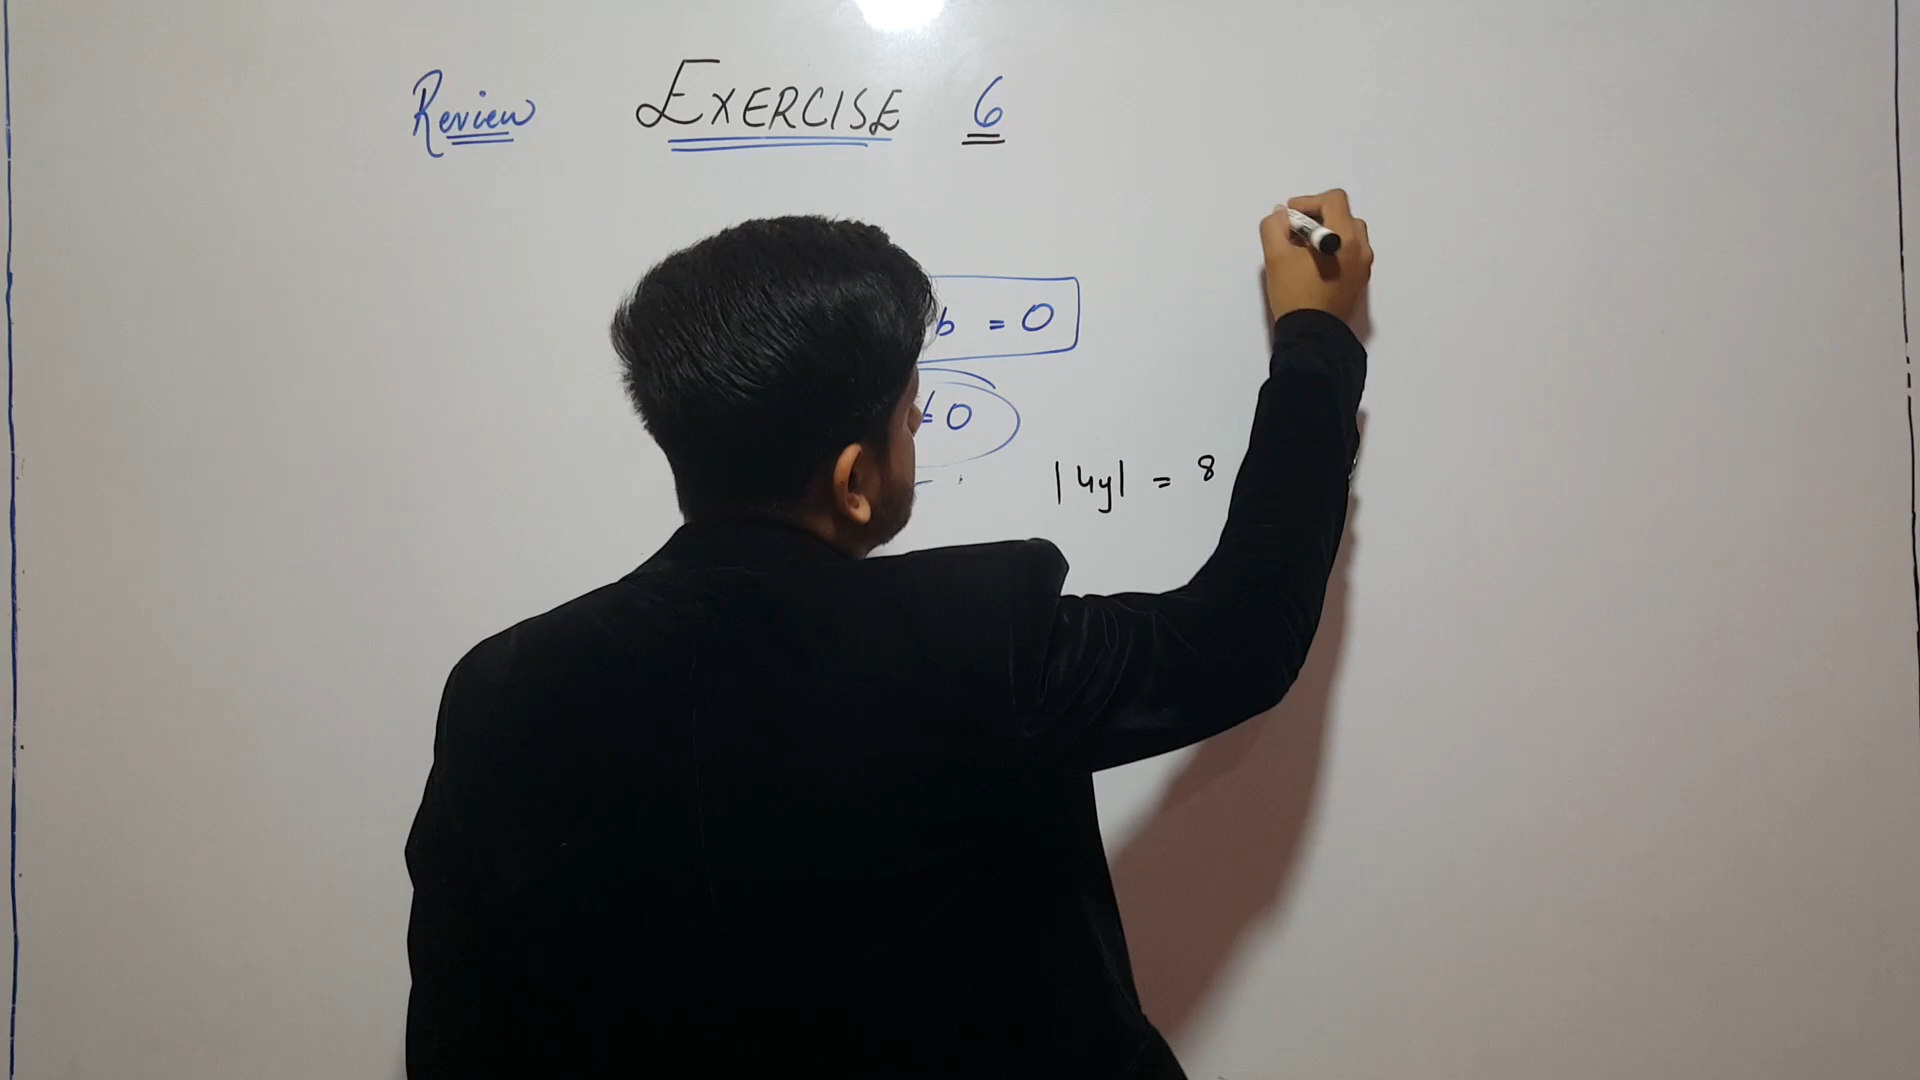 Review EXERCISE 6
b = 0
≠ 0
|4y| = 8